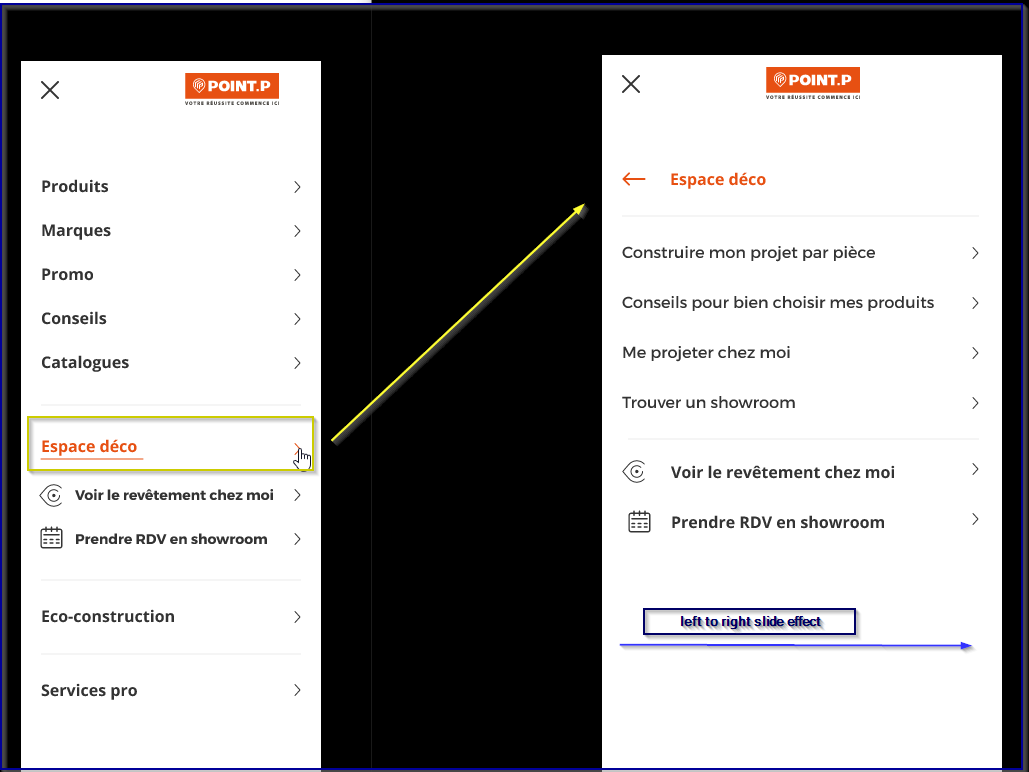 POINT.P
VOTRE RÉUSSITE COMMENCE ICI
Produits
Marques
Promo
Conseils
Catalogues
Espace déco
Voir le revêtement chez moi
Prendre RDV en showroom
Eco-construction
Services pro
POINT.P
VOTRE RÉUSSITE COMMENCE ICI
Espace déco
Construire mon projet par pièce
Conseils pour bien choisir mes produits
Me projeter chez moi
Trouver un showroom
Voir le revêtement chez moi
Prendre RDV en showroom
left to right slide effect